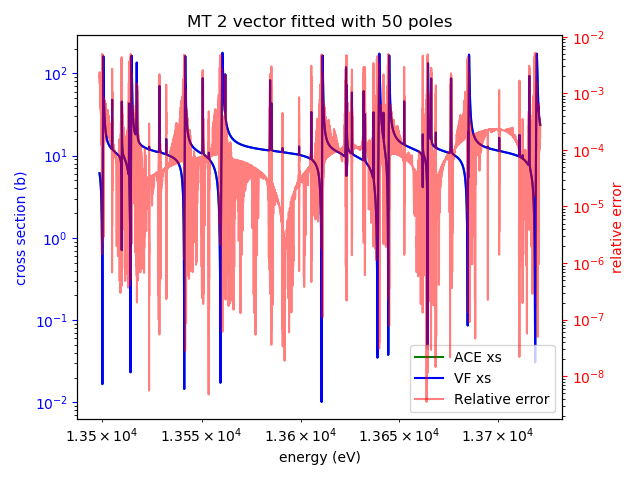 MT 2 vector fitted with 50 poles
cross section (b)
10²
10¹
10⁰
10⁻¹
10⁻²
10⁻²
10⁻³
10⁻⁴
10⁻⁵
10⁻⁶
10⁻⁷
10⁻⁸
relative error
ACE xs
VF xs
Relative error
1.35 × 10⁴ 1.355 × 10⁴ 1.36 × 10⁴ 1.365 × 10⁴ 1.37 × 10⁴
energy (eV)